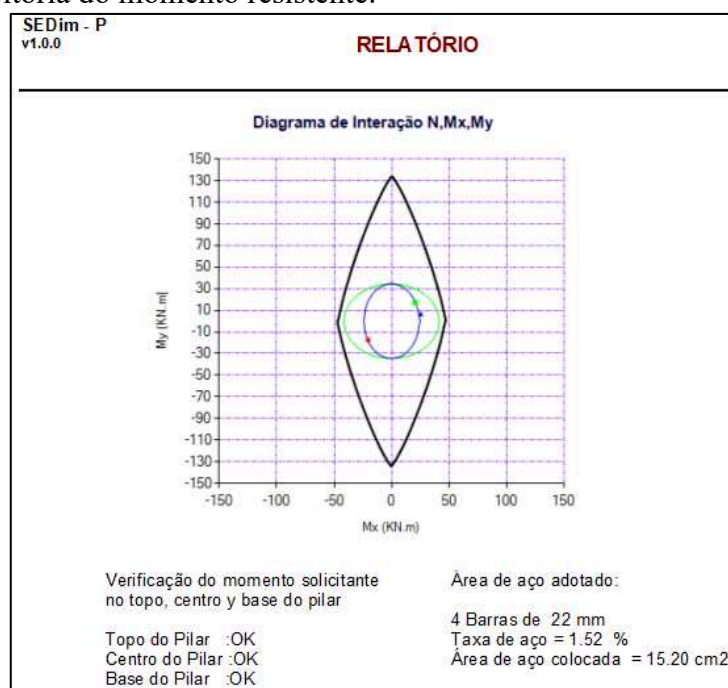 itória do momento resistente.
SEDim - P
v1.0.0
RELATÓRIO
Diagrama de Interação N,Mx,My
150
130
110
90
70
50
30
10
-10
-30
-50
-70
-90
-110
-130
-150
My (KN.m)
-150 -100 -50 0 50 100 150
Mx (KN.m)
Verificação do momento solicitante
no topo, centro y base do pilar
Topo do Pilar :OK
Centro do Pilar :OK
Base do Pilar :OK
Área de aço adotado:
4 Barras de 22 mm
Taxa de aço = 1.52 %
Área de aço colocada = 15.20 cm2